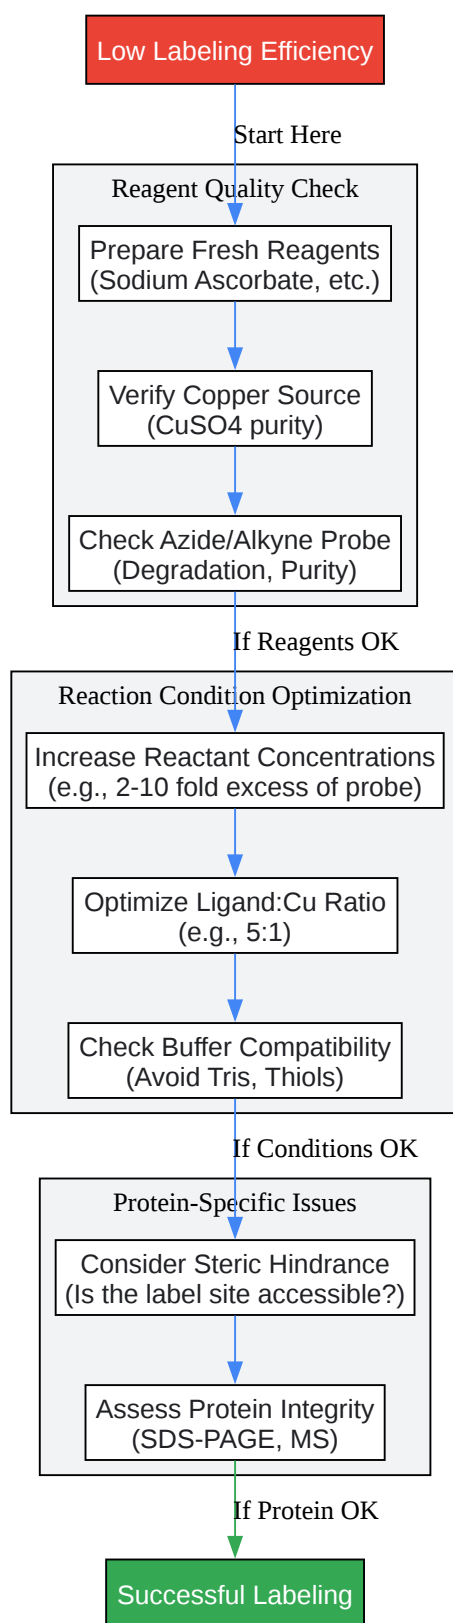 Low Labeling Efficiency
Start Here
Reagent Quality Check
Prepare Fresh Reagents
(Sodium Ascorbate, etc.)
Verify Copper Source
(CuSO4 purity)
Check Azide/Alkyne Probe
(Degradation, Purity)
If Reagents OK
Reaction Condition Optimization
Increase Reactant Concentrations
(e.g., 2-10 fold excess of probe)
Optimize Ligand:Cu Ratio
(e.g., 5:1)
Check Buffer Compatibility
(Avoid Tris, Thiols)
If Conditions OK
Protein-Specific Issues
Consider Steric Hindrance
(Is the label site accessible?)
Assess Protein Integrity
(SDS-PAGE, MS)
If Protein OK
Successful Labeling